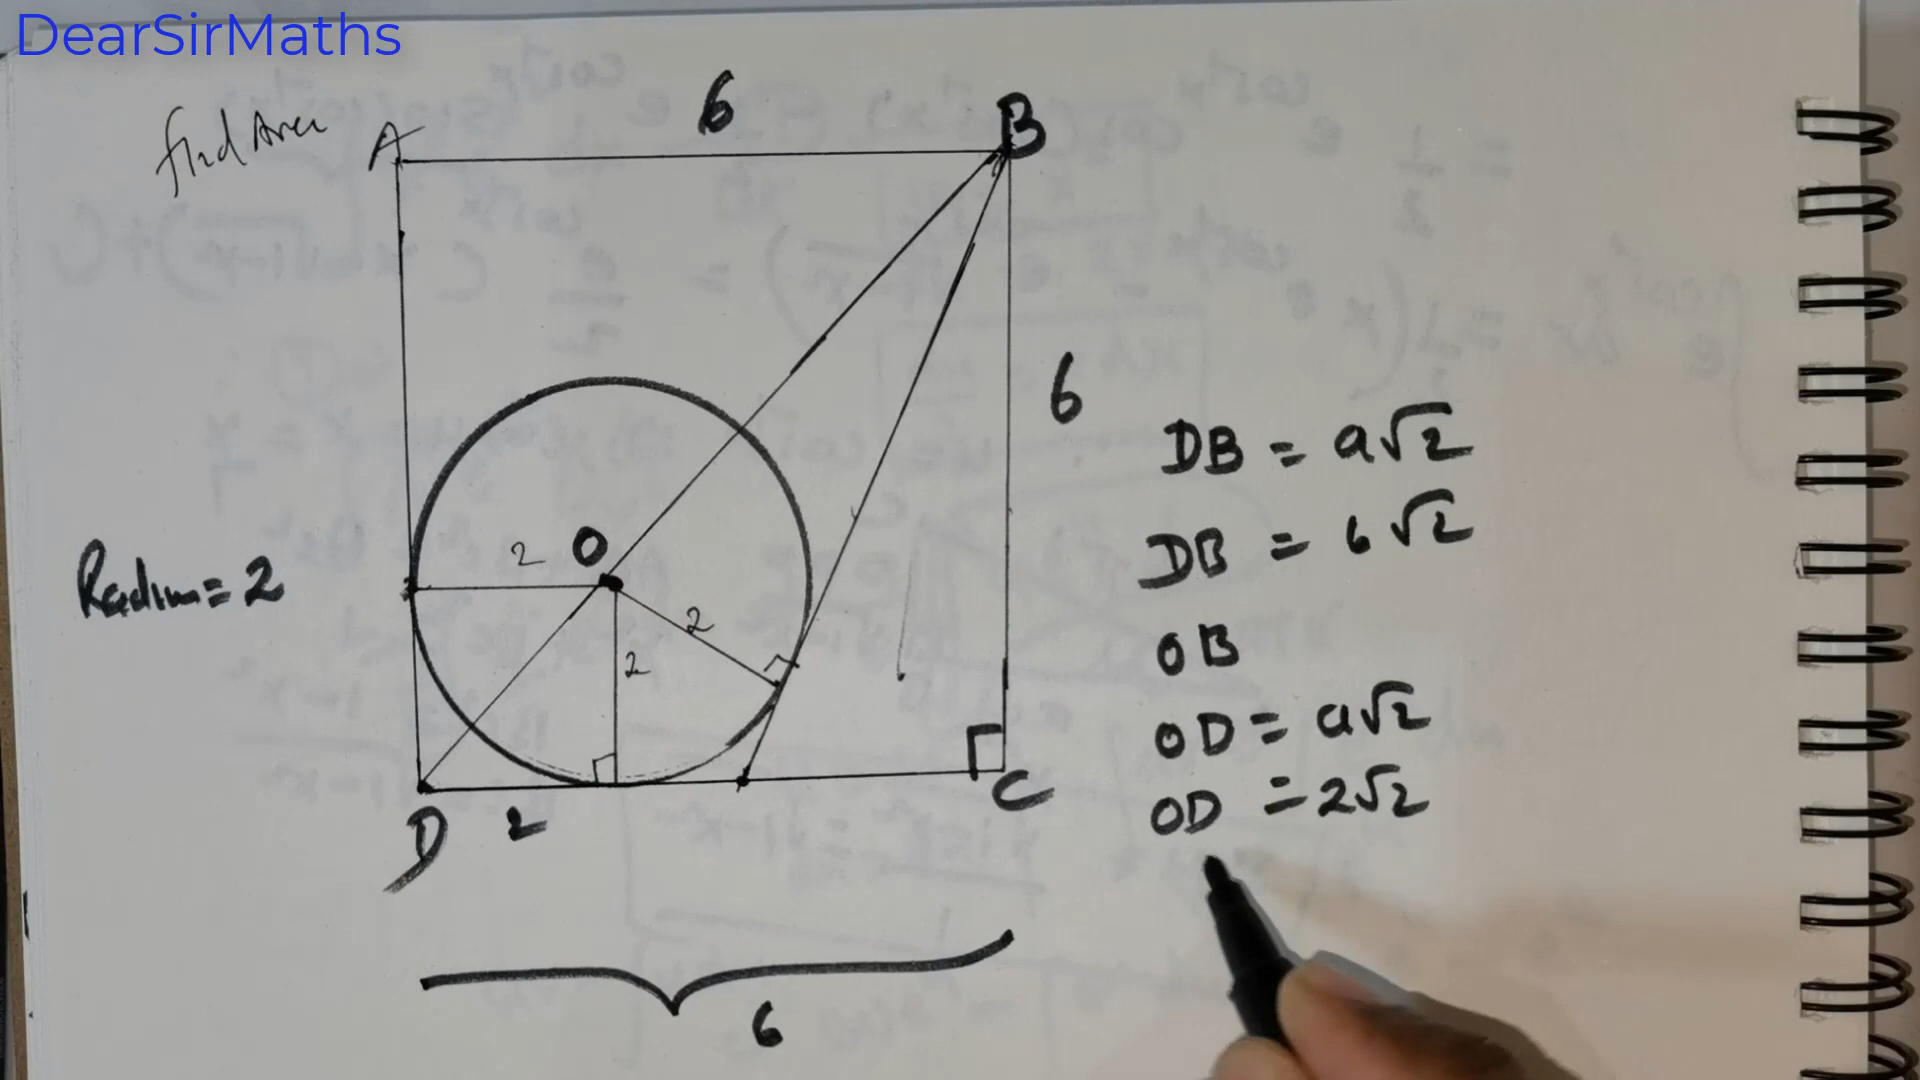 DearSirMaths
find Area
A
6
B
6
Radius = 2
2
O
2
2
D
2
C
6
DB = a√2
DB = 6√2
OB
OD = a√2
OD = 2√2